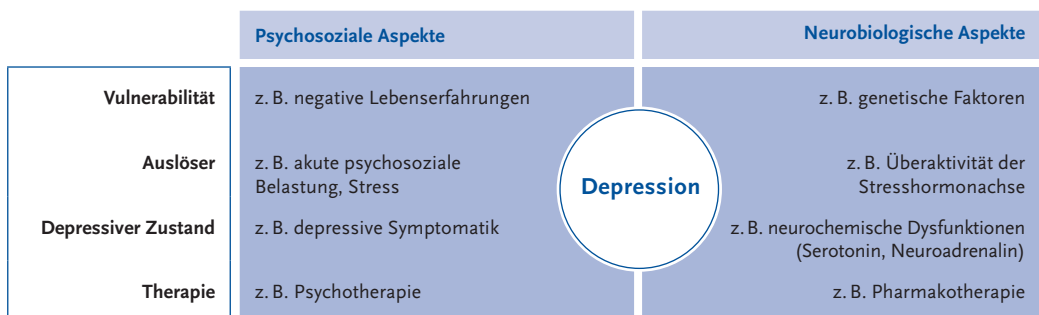 Psychosoziale Aspekte
Neurobiologische Aspekte
Vulnerabilität
z. B. negative Lebenserfahrungen
z. B. genetische Faktoren
Auslöser
z. B. akute psychosoziale
Belastung, Stress
Depression
z. B. Überaktivität der
Stresshormonachse
Depressiver Zustand
z. B. depressive Symptomatik
z. B. neurochemische Dysfunktionen
(Serotonin, Neuroadrenalin)
Therapie
z. B. Psychotherapie
z. B. Pharmakotherapie